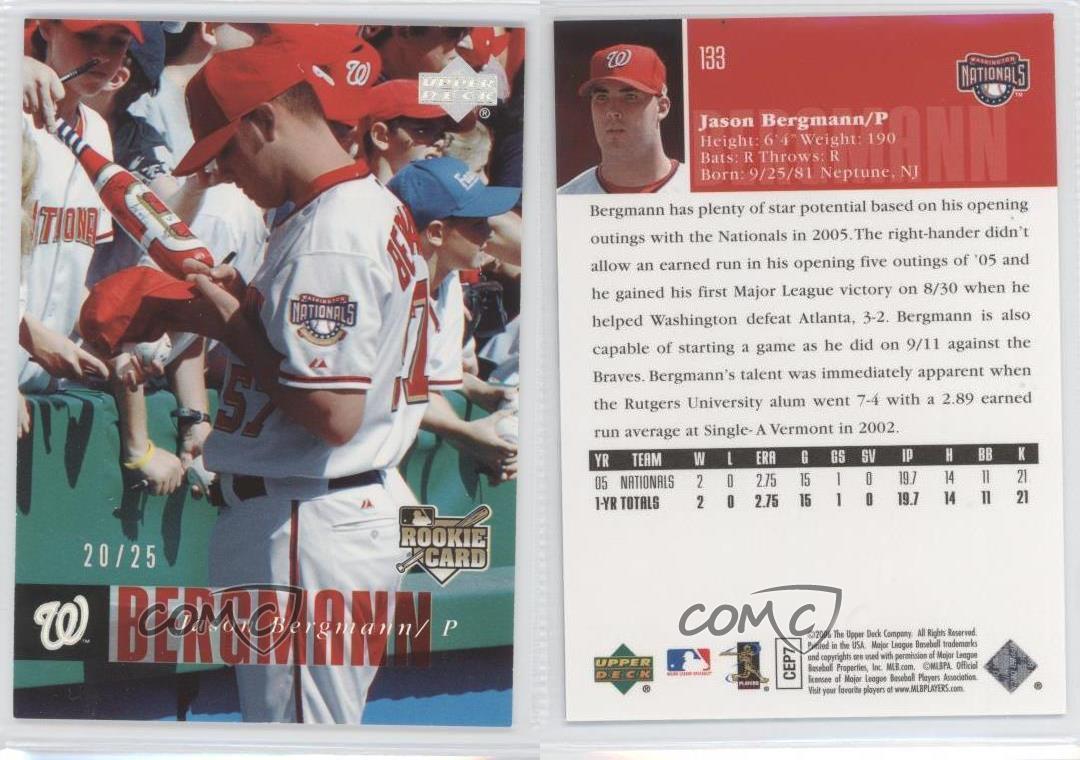 UPPER
DECK
®
W
Fede
TIONA
BE
WASHINGTON
NATIONALS
57
ROOKIE
CARD
20/25
W
TM
BERGMANN
Jason Bergmann/ P
COMC
133
W
WASHINGTON
NATIONALS
TM
BERGMANN
Jason Bergmann/P
Height: 6'4" Weight: 190
Bats: R Throws: R
Born: 9/25/81 Neptune, NJ
Bergmann has plenty of star potential based on his opening
outings with the Nationals in 2005. The right-hander didn't
allow an earned run in his opening five outings of '05 and
he gained his first Major League victory on 8/30 when he
helped Washington defeat Atlanta, 3-2. Bergmann is also
capable of starting a game as he did on 9/11 against the
Braves. Bergmann's talent was immediately apparent when
the Rutgers University alum went 7-4 with a 2.89 earned
run average at Single-A Vermont in 2002.
YR TEAM W L ERA G GS SV IP H BB K
05 NATIONALS 2 0 2.75 15 1 0 19.7 14 11 21
1-YR TOTALS 2 0 2.75 15 1 0 19.7 14 11 21
COMC
UPPER
DECK
®
PLAYERS
CEP7
©2006 The Upper Deck Company. All Rights Reserved.
Printed in the USA. Major League Baseball trademarks
and copyrights are used with permission of Major League
Baseball Properties, Inc. MLB.com. ©MLBPA. Official
licensee of Major League Baseball Players Association.
Visit your favorite players at www.MLBPLAYERS.com.
®